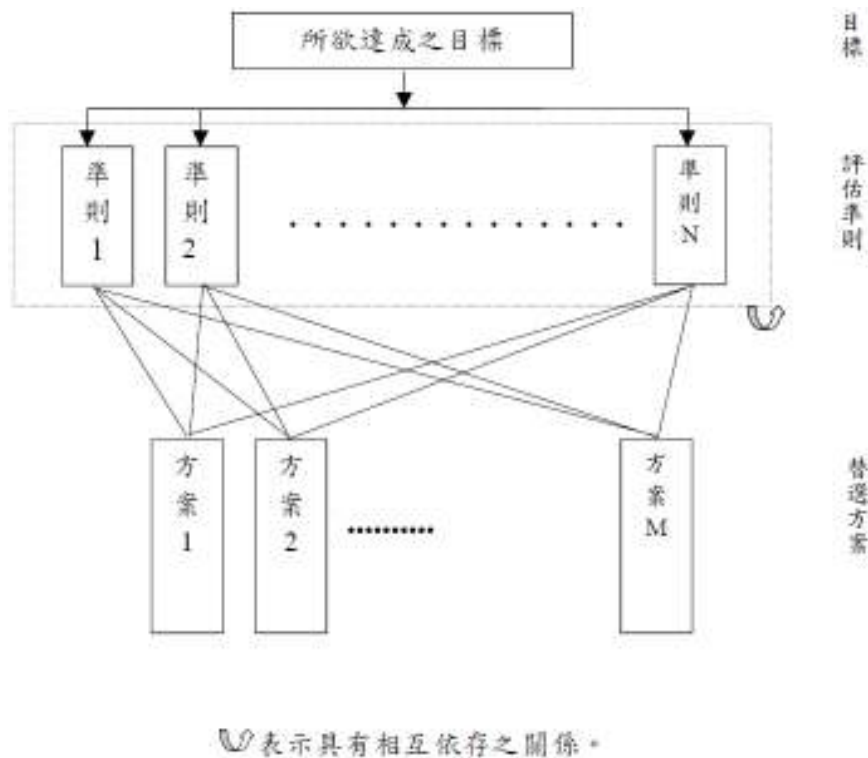 所欲達成之目標
目標
準則1
準則2
準則N
評估準則
方案1
方案2
方案M
替選方案
表示具有相互依存之關係。